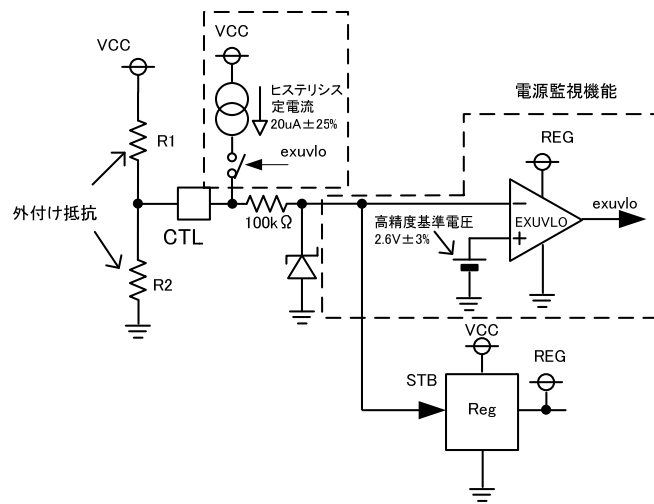 VCC
VCC
ヒステリシス
定電流
20uA±25%
exuvlo
電源監視機能
REG
R1
外付け抵抗
CTL
100kΩ
高精度基準電圧
2.6V±3%
−
+
EXUVLO
exuvlo
R2
VCC
REG
STB
Reg